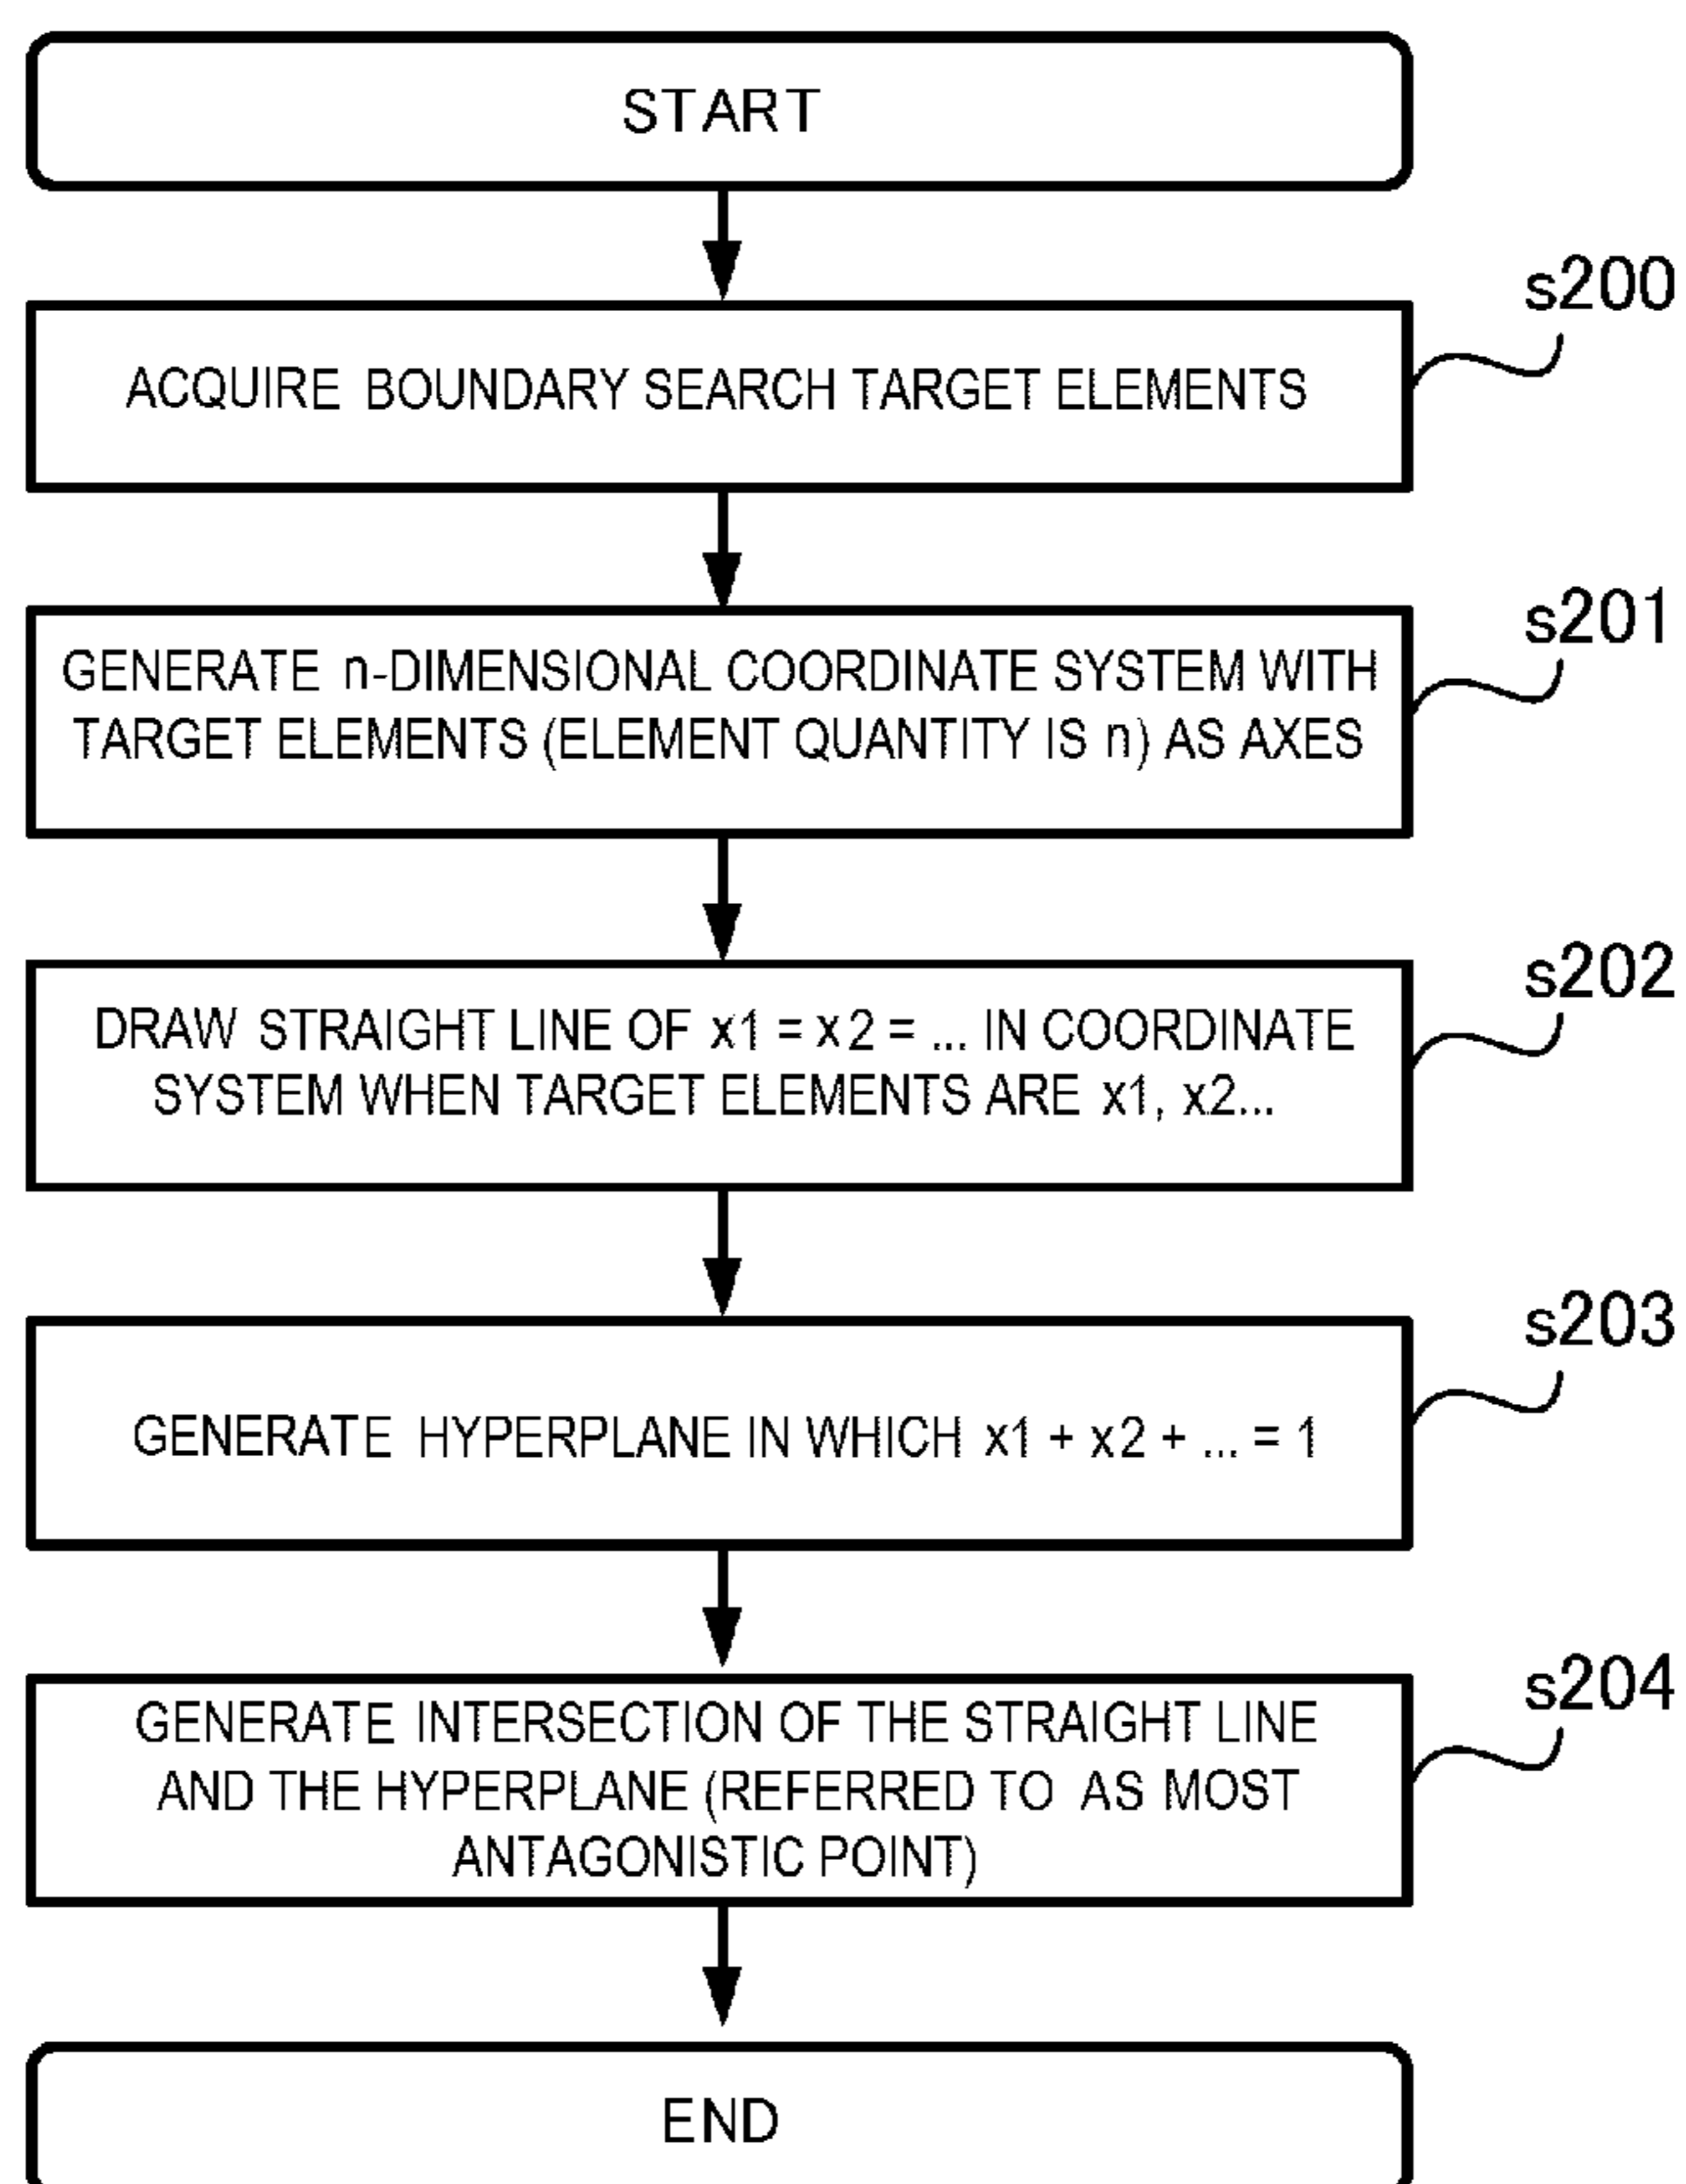 START
s200
ACQUIRE BOUNDARY SEARCH TARGET ELEMENTS
s201
GENERATE n-DIMENSIONAL COORDINATE SYSTEM WITH
TARGET ELEMENTS (ELEMENT QUANTITY IS n) AS AXES
s202
DRAW STRAIGHT LINE OF x1 = x2 = ... IN COORDINATE
SYSTEM WHEN TARGET ELEMENTS ARE x1, x2...
s203
GENERATE HYPERPLANE IN WHICH x1 + x2 + ... = 1
s204
GENERATE INTERSECTION OF THE STRAIGHT LINE
AND THE HYPERPLANE (REFERRED TO AS MOST
ANTAGONISTIC POINT)
END